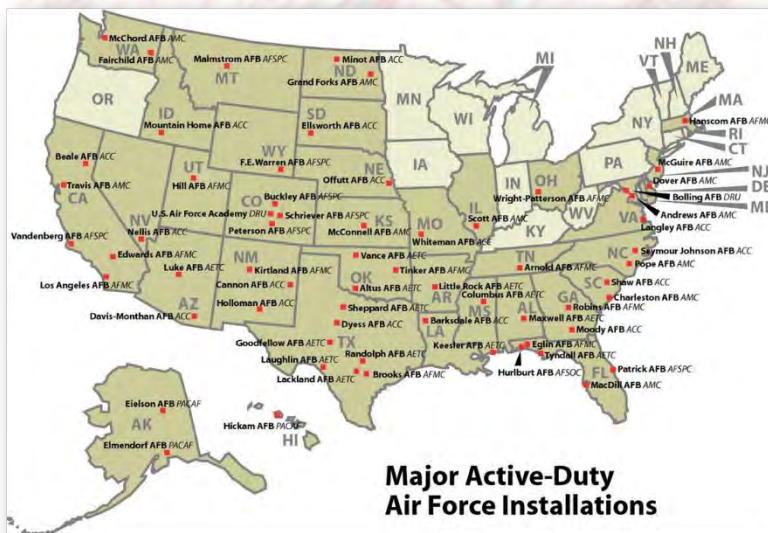 McChord AFB AMC
WA
Fairchild AFB AMC
Malmstrom AFB AFSPC
MT
Minot AFB ACC
ND
Grand Forks AFB AMC
MN
MI
VT
NH
ME
OR
ID
Mountain Home AFB ACC
SD
Ellsworth AFB ACC
WI
NY
MA
Hanscom AFB AFMC
RI
CT
WY
F.E. Warren AFB AFSPC
IA
NE
Offutt AFB ACC
PA
NJ
McGuire AFB AMC
Dover AFB AMC
DE
Beale AFB ACC
Travis AFB AMC
CA
NV
UT
Hill AFB AFMC
Buckley AFB AFSPC
CO
U.S. Air Force Academy DRU
Schriever AFB AFSPC
Peterson AFB AFSPC
KS
McConnell AFB AMC
MO
Whiteman AFB ACC
IL
Scott AFB AMC
IN
OH
Wright-Patterson AFB AFMC
WV
KY
VA
Bolling AFB DRU
Andrews AFB AMC
Langley AFB ACC
Vandenberg AFB AFSPC
Nellis AFB ACC
Edwards AFB AFMC
Los Angeles AFB AFMC
Luke AFB AETC
AZ
Davis-Monthan AFB ACC
NM
Kirtland AFB AFMC
Cannon AFB ACC
Holloman AFB ACC
Vance AFB AETC
OK
Tinker AFB AFMC
Altus AFB AETC
AR
Little Rock AFB AETC
TN
Arnold AFB AFMC
NC
Seymour Johnson AFB ACC
Pope AFB AMC
SC
Shaw AFB ACC
Charleston AFB AMC
Columbus AFB AETC
MS
AL
Maxwell AFB AETC
GA
Robins AFB AFMC
Moody AFB ACC
Sheppard AFB AETC
Dyess AFB ACC
TX
Goodfellow AFB AETC
Laughlin AFB AETC
Randolph AFB AETC
Lackland AFB AETC
Brooks AFB AFMC
LA
Barksdale AFB ACC
Keesler AFB AETC
Eglin AFB AFMC
Tyndall AFB AETC
Hurlburt AFB AFSOC
FL
Patrick AFB AFSPC
MacDill AFB AMC
Eielson AFB PACAF
AK
Elmendorf AFB PACAF
Hickam AFB PACAF
HI
Major Active-Duty
Air Force Installations